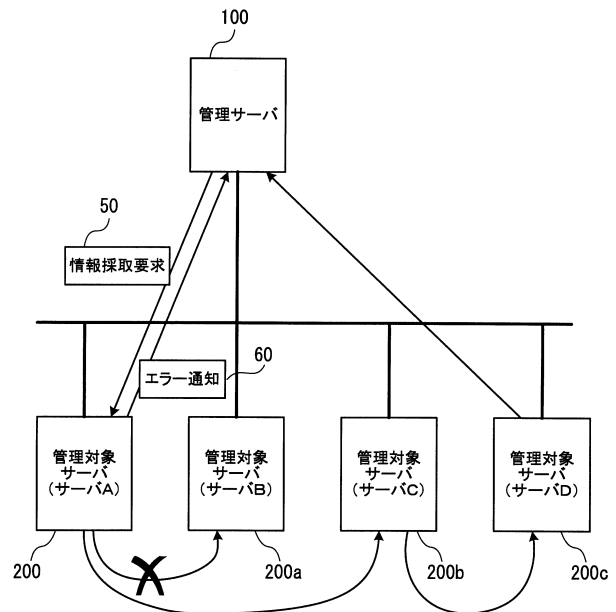 100
管理サーバ
50
情報採取要求
エラー通知
60
管理対象
サーバ
(サーバA)
管理対象
サーバ
(サーバB)
管理対象
サーバ
(サーバC)
管理対象
サーバ
(サーバD)
200
200a
200b
200c